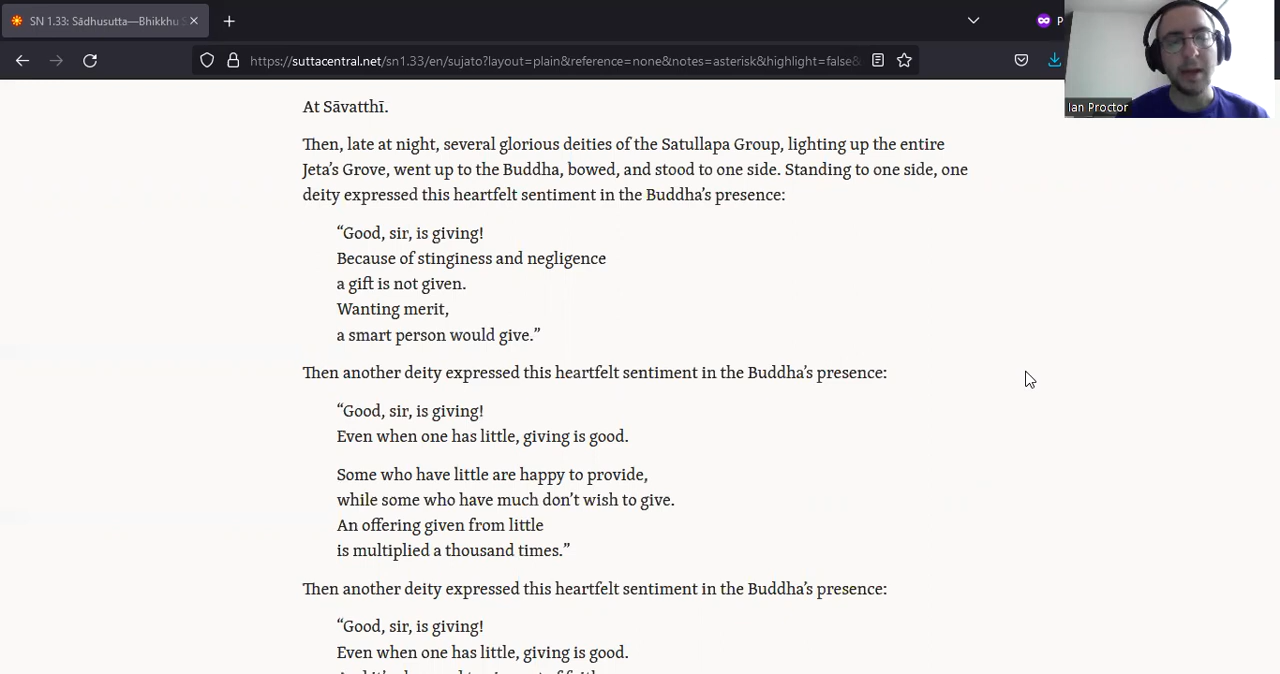 SN 1.33: Sādhusutta—Bhikkhu
https://suttacentral.net/sn1.33/en/sujato?layout=plain&reference=none&notes=asterisk&highlight=false&
P
Ian Proctor
At Sāvatthī.
Then, late at night, several glorious deities of the Satullapa Group, lighting up the entire
Jeta’s Grove, went up to the Buddha, bowed, and stood to one side. Standing to one side, one
deity expressed this heartfelt sentiment in the Buddha’s presence:
“Good, sir, is giving!
Because of stinginess and negligence
a gift is not given.
Wanting merit,
a smart person would give.”
Then another deity expressed this heartfelt sentiment in the Buddha’s presence:
“Good, sir, is giving!
Even when one has little, giving is good.
Some who have little are happy to provide,
while some who have much don’t wish to give.
An offering given from little
is multiplied a thousand times.”
Then another deity expressed this heartfelt sentiment in the Buddha’s presence:
“Good, sir, is giving!
Even when one has little, giving is good.